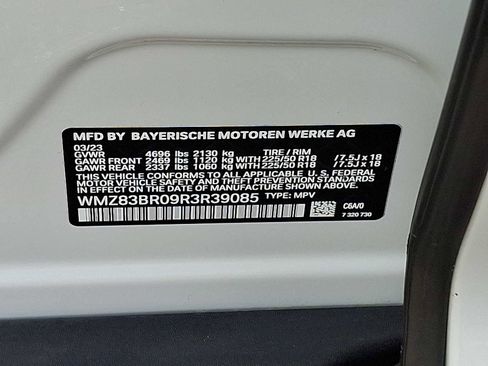 MFD BY BAYERISCHE MOTOREN WERKE AG
03/23
GVWR 4696 lbs 2130 kg TIRE / RIM
GAWR FRONT 2469 lbs 1120 kg WITH 225/50 R18 /7.5J x 18
GAWR REAR 2337 lbs 1060 kg WITH 225/50 R18 /7.5J x 18
THIS VEHICLE CONFORMS TO ALL APPLICABLE U. S. FEDERAL
MOTOR VEHICLE SAFETY AND THEFT PREVENTION STANDARDS
IN EFFECT ON THE DATE OF MANUFACTURE SHOWN ABOVE.
WMZ83BR09R3R39085 TYPE: MPV
C6A/0
7 320 730